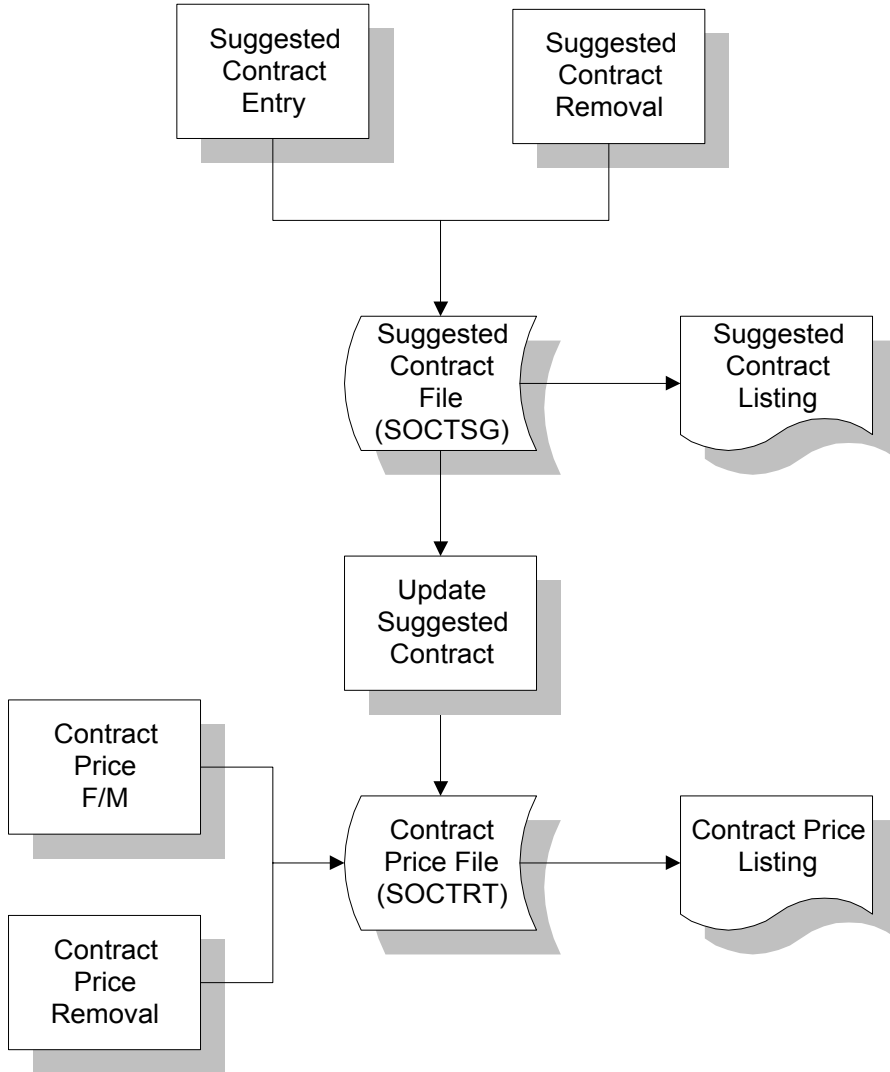 Suggested
Contract
Entry
Suggested
Contract
Removal
Suggested
Contract
File
(SOCTSG)
Suggested
Contract
Listing
Update
Suggested
Contract
Contract
Price
F/M
Contract
Price File
(SOCTRT)
Contract Price
Listing
Contract
Price
Removal